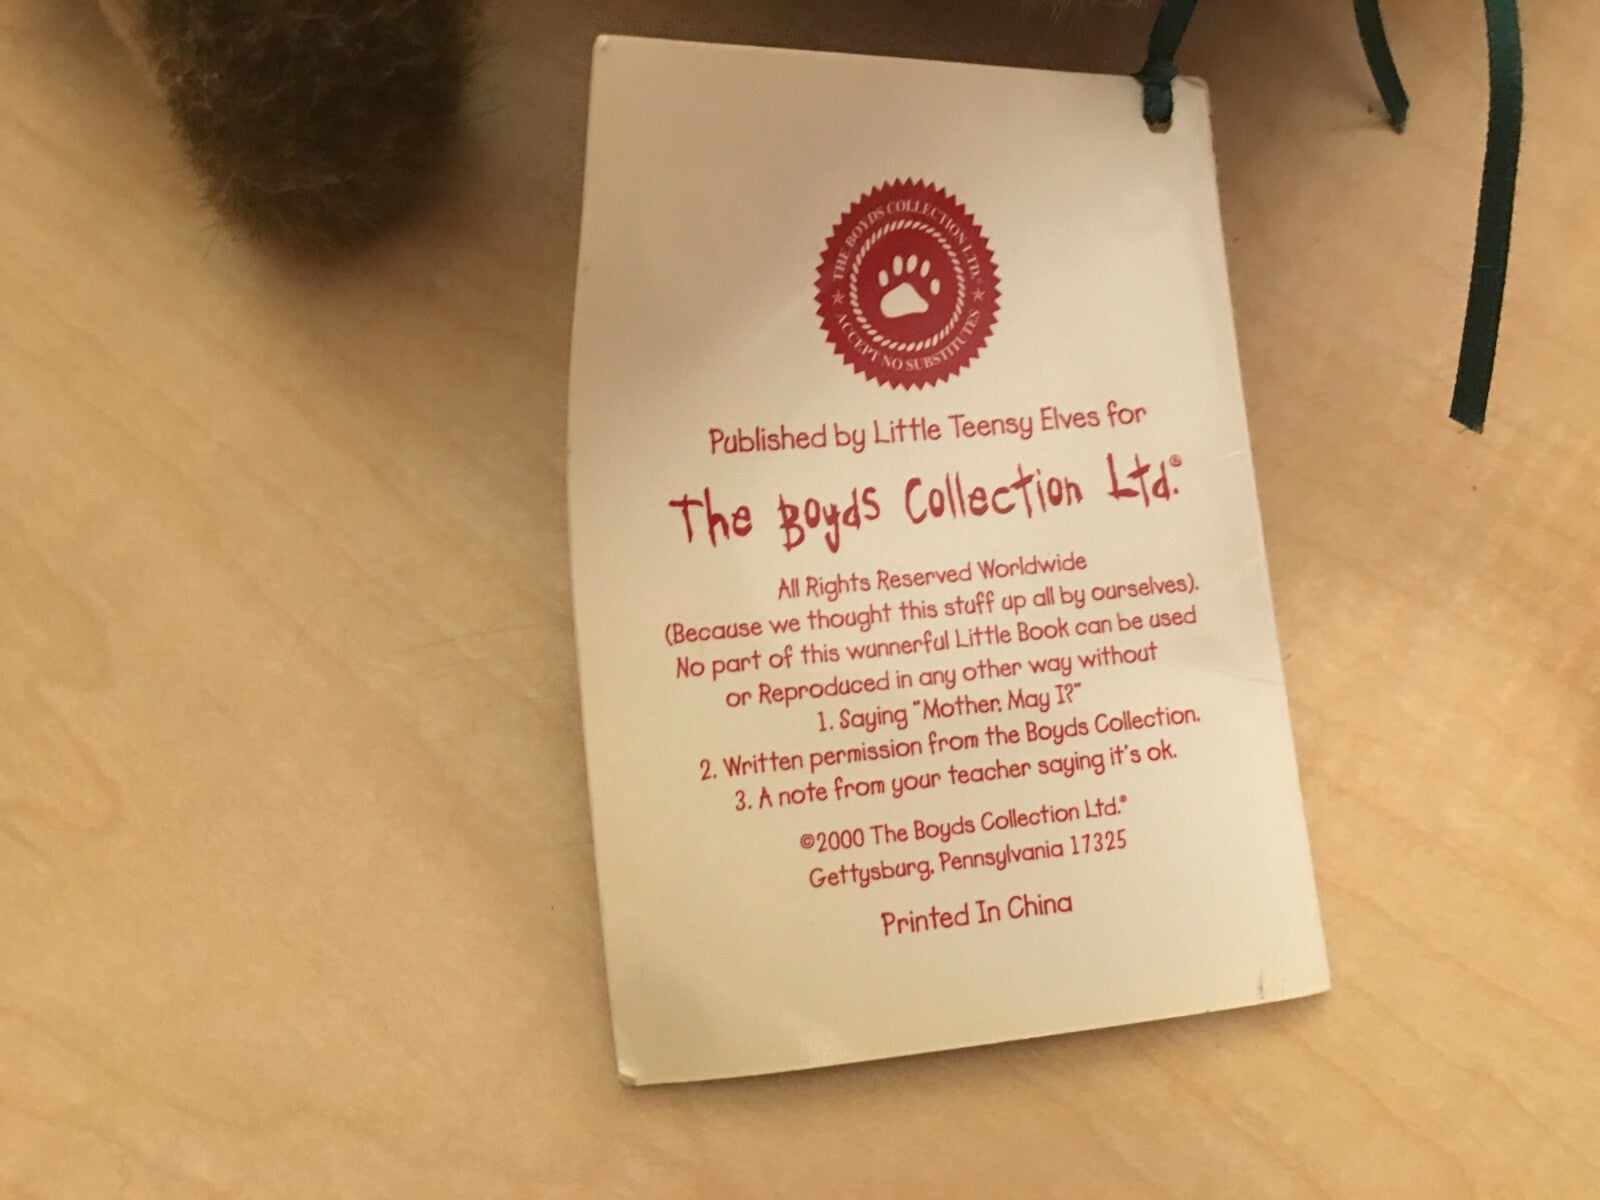 THE BOYDS COLLECTION LTD.
★ ACCEPT NO SUBSTITUTES ★
Published by Little Teensy Elves for
The Boyds Collection Ltd.®
All Rights Reserved Worldwide
(Because we thought this stuff up all by ourselves).
No part of this wunnerful Little Book can be used
or Reproduced in any other way without
1. Saying "Mother, May I?"
2. Written permission from the Boyds Collection.
3. A note from your teacher saying it's ok.
©2000 The Boyds Collection Ltd.®
Gettysburg, Pennsylvania 17325
Printed In China